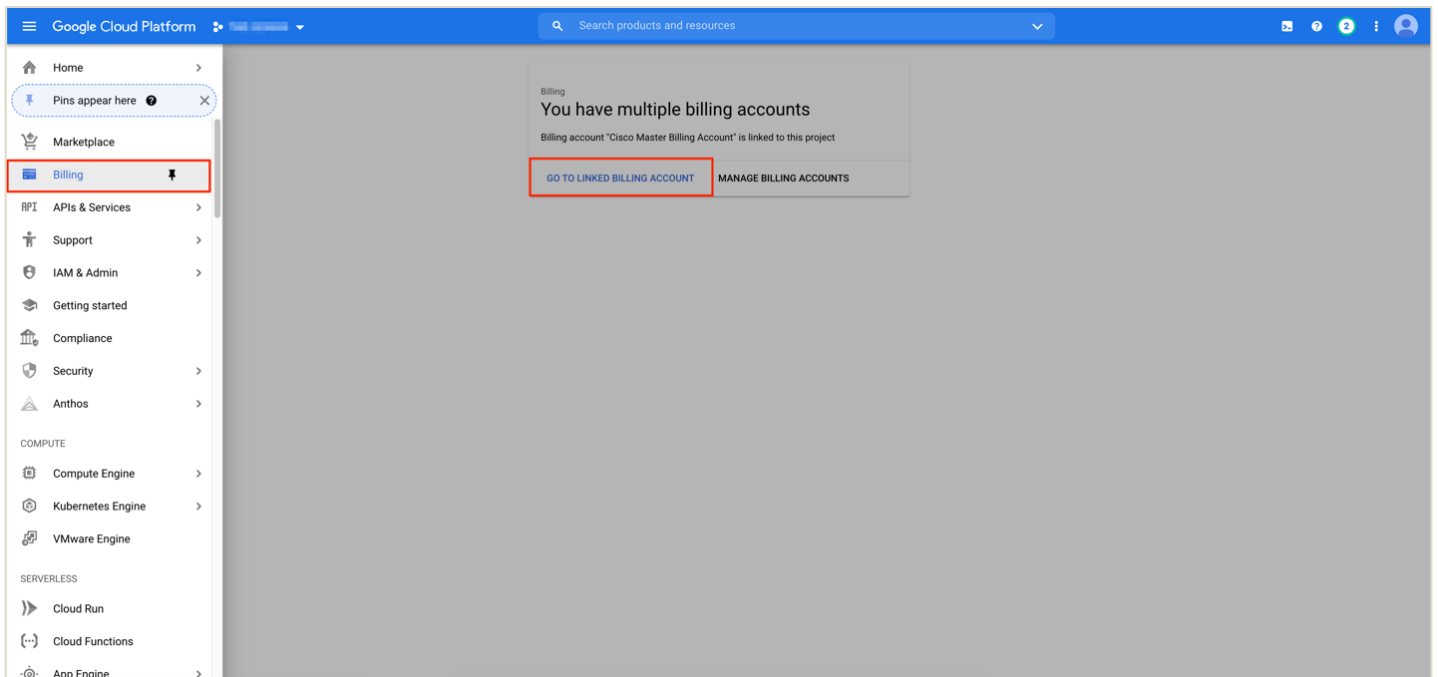 Google Cloud Platform
Search products and resources
2
Home
Pins appear here
Marketplace
Billing
API APIs & Services
Support
IAM & Admin
Getting started
Compliance
Security
Anthos
COMPUTE
Compute Engine
Kubernetes Engine
VMware Engine
SERVERLESS
Cloud Run
Cloud Functions
App Engine
Billing
You have multiple billing accounts
Billing account "Cisco Master Billing Account" is linked to this project
GO TO LINKED BILLING ACCOUNT MANAGE BILLING ACCOUNTS